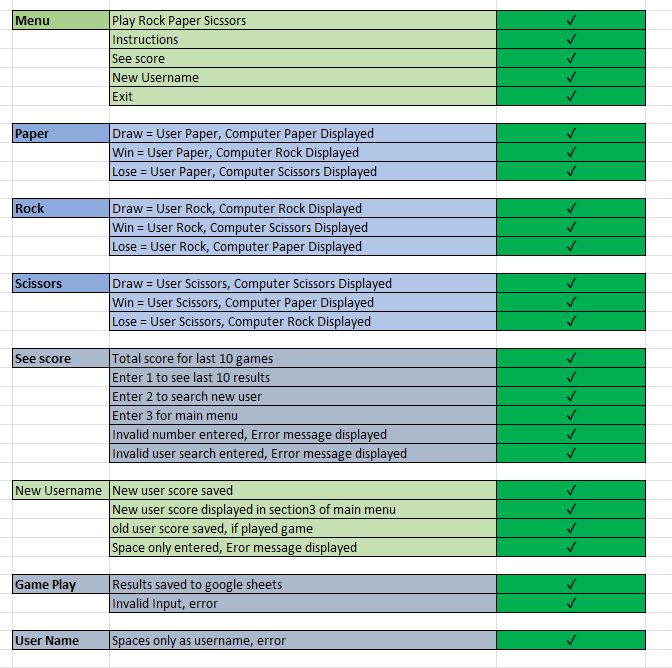 Menu Play Rock Paper Sicssors ✓
Instructions ✓
See score ✓
New Username ✓
Exit ✓
Paper Draw = User Paper, Computer Paper Displayed ✓
Win = User Paper, Computer Rock Displayed ✓
Lose = User Paper, Computer Scissors Displayed ✓
Rock Draw = User Rock, Computer Rock Displayed ✓
Win = User Rock, Computer Scissors Displayed ✓
Lose = User Rock, Computer Paper Displayed ✓
Scissors Draw = User Scissors, Computer Scissors Displayed ✓
Win = User Scissors, Computer Paper Displayed ✓
Lose = User Scissors, Computer Rock Displayed ✓
See score Total score for last 10 games ✓
Enter 1 to see last 10 results ✓
Enter 2 to search new user ✓
Enter 3 for main menu ✓
Invalid number entered, Error message displayed ✓
Invalid user search entered, Error message displayed ✓
New Username New user score saved ✓
New user score displayed in section3 of main menu ✓
old user score saved, if played game ✓
Space only entered, Eror message displayed ✓
Game Play Results saved to google sheets ✓
Invalid Input, error ✓
User Name Spaces only as username, error ✓